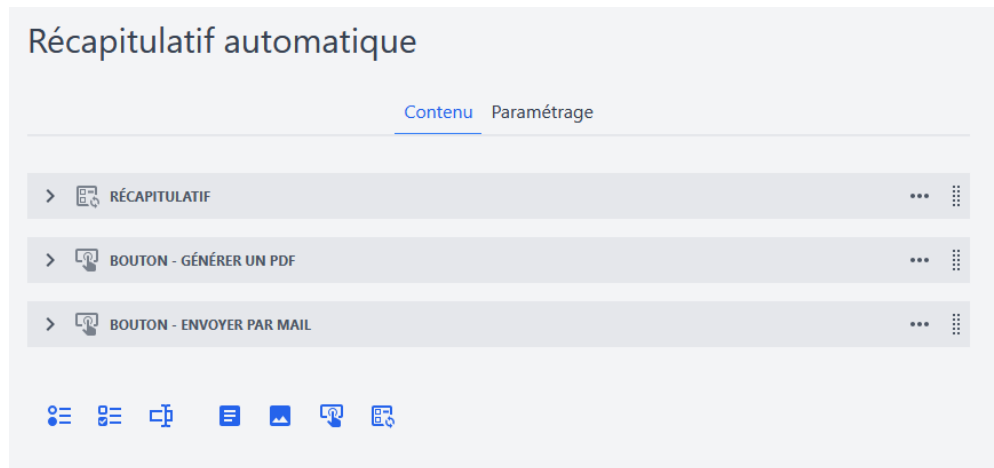 Récapitulatif automatique
Contenu Paramétrage
RÉCAPITULATIF
BOUTON - GÉNÉRER UN PDF
BOUTON - ENVOYER PAR MAIL